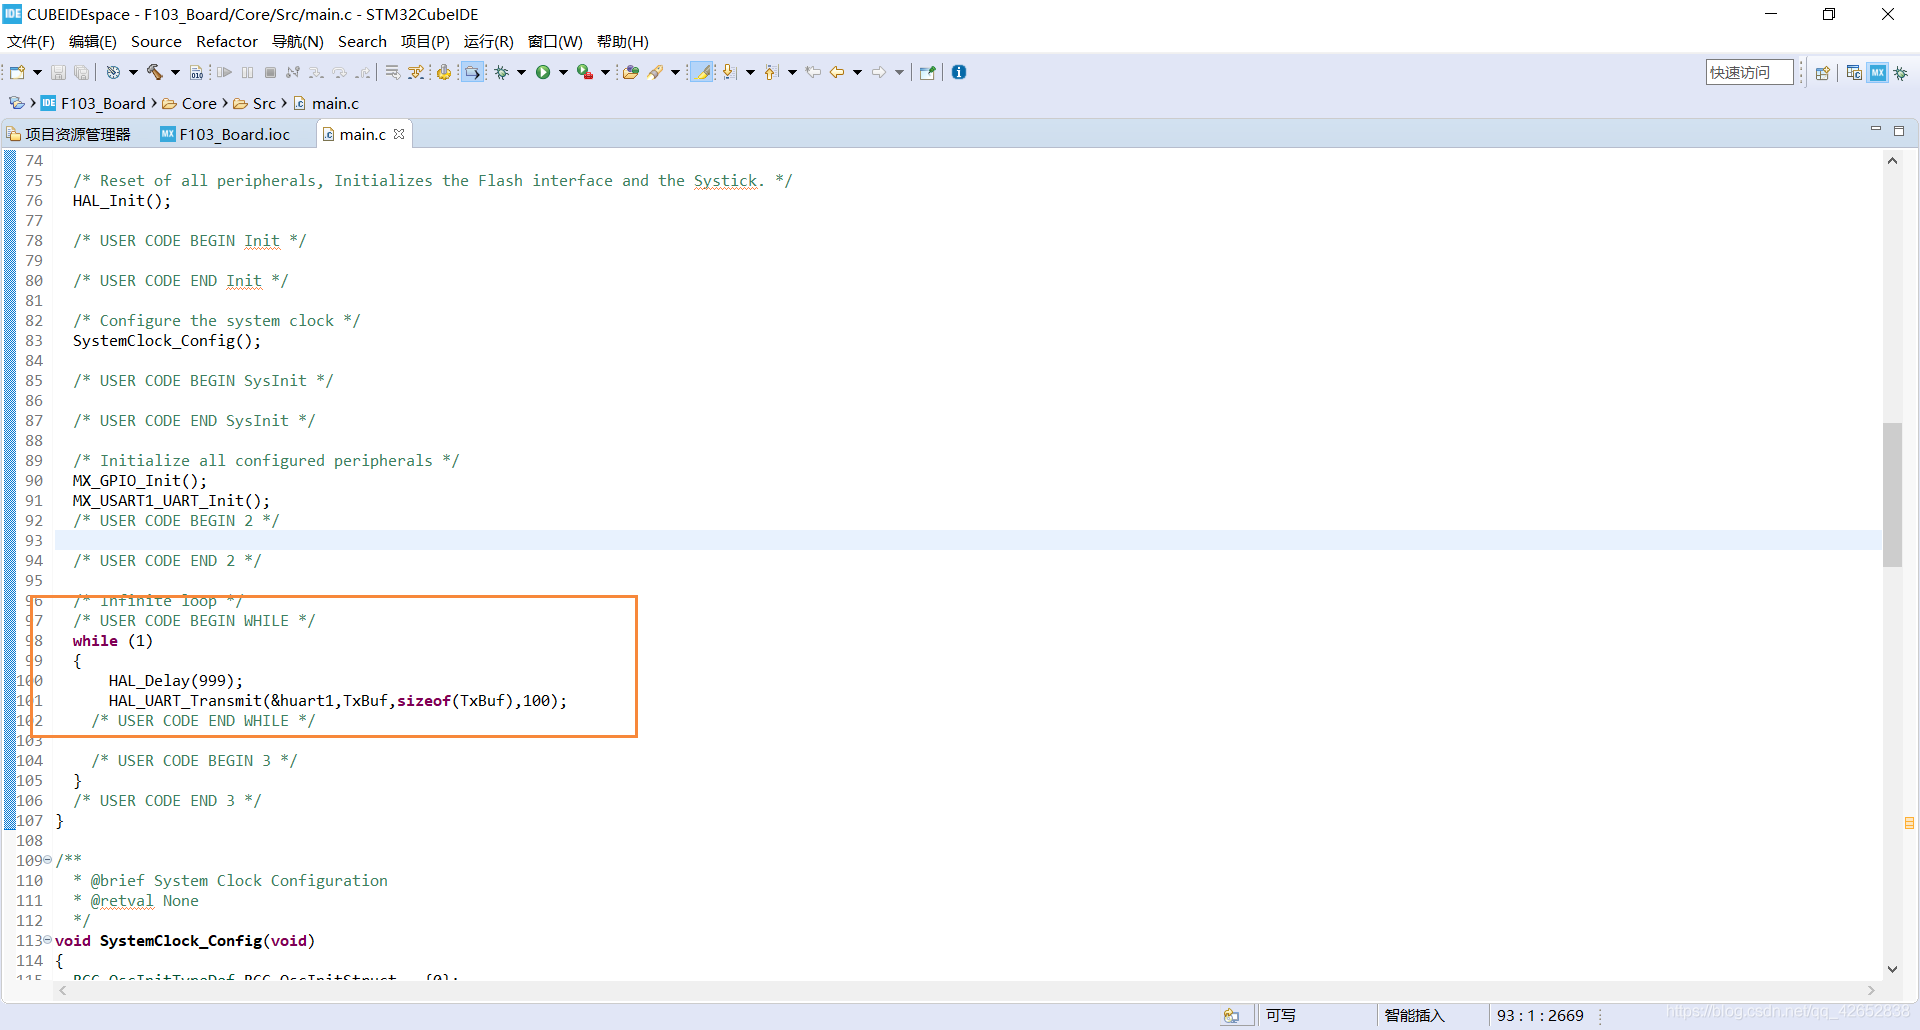 IDE CUBEIDEspace - F103_Board/Core/Src/main.c - STM32CubeIDE
文件(F) 编辑(E) Source Refactor 导航(N) Search 项目(P) 运行(R) 窗口(W) 帮助(H)
快速访问
MX
IDE F103_Board Core Src main.c
项目资源管理器 MX F103_Board.ioc main.c
74
75 /* Reset of all peripherals, Initializes the Flash interface and the Systick. */
76 HAL_Init();
77
78 /* USER CODE BEGIN Init */
79
80 /* USER CODE END Init */
81
82 /* Configure the system clock */
83 SystemClock_Config();
84
85 /* USER CODE BEGIN SysInit */
86
87 /* USER CODE END SysInit */
88
89 /* Initialize all configured peripherals */
90 MX_GPIO_Init();
91 MX_USART1_UART_Init();
92 /* USER CODE BEGIN 2 */
93
94 /* USER CODE END 2 */
95
96 /* Infinite loop */
97 /* USER CODE BEGIN WHILE */
98 while (1)
99 {
100 HAL_Delay(999);
101 HAL_UART_Transmit(&huart1,TxBuf,sizeof(TxBuf),100);
102 /* USER CODE END WHILE */
103
104 /* USER CODE BEGIN 3 */
105 }
106 /* USER CODE END 3 */
107 }
108
109 /**
110 * @brief System Clock Configuration
111 * @retval None
112 */
113 void SystemClock_Config(void)
114 {
115 RCC_OscInitTypeDef RCC_OscInitStruct = {0};
可写 智能插入 93 : 1 : 2669
https://blog.csdn.net/qq_42652838